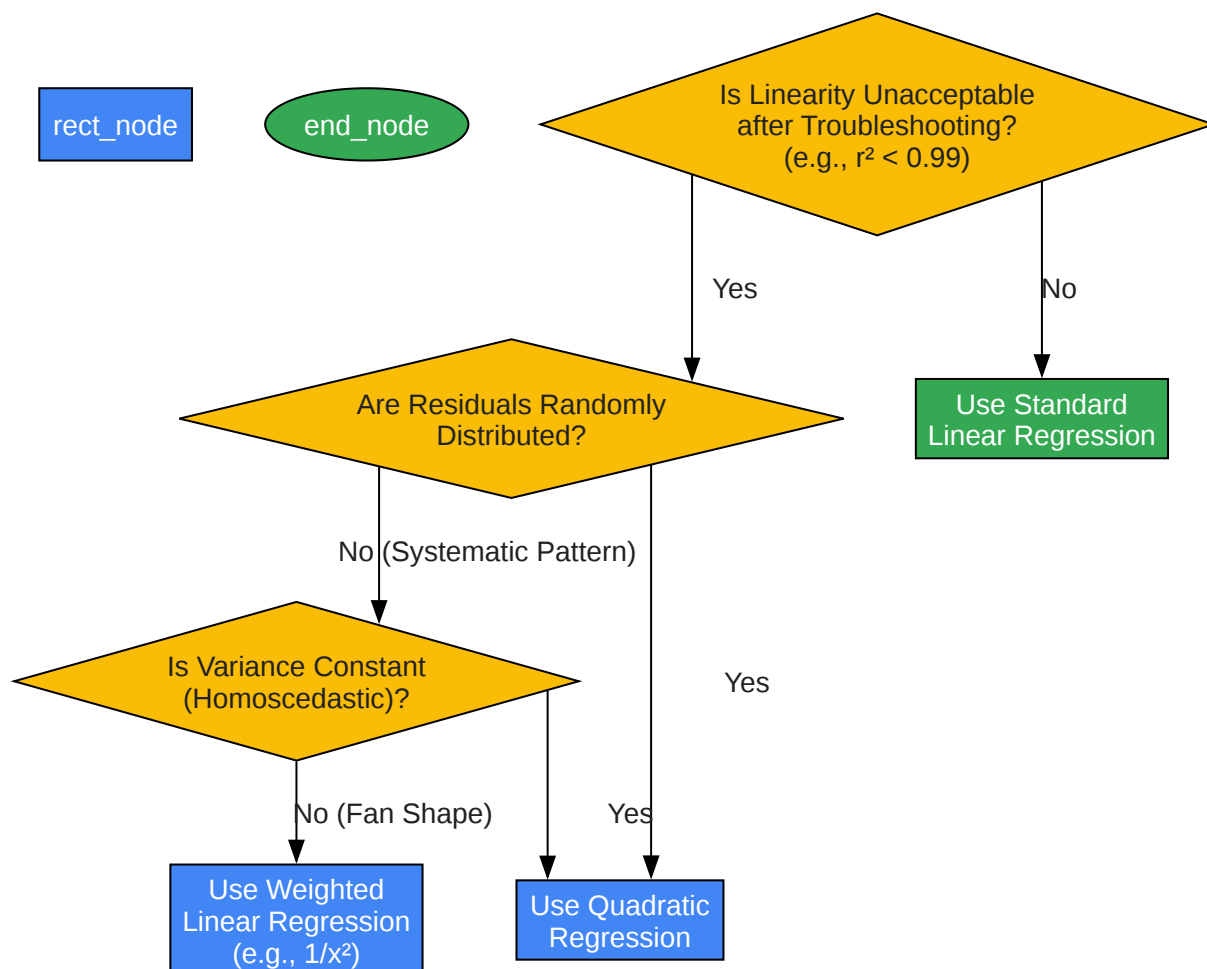 rect_node
end_node
Is Linearity Unacceptable
after Troubleshooting?
(e.g., r² < 0.99)
Yes
No
Are Residuals Randomly
Distributed?
Use Standard
Linear Regression
No (Systematic Pattern)
Is Variance Constant
(Homoscedastic)?
Yes
No (Fan Shape)
Yes
Use Weighted
Linear Regression
(e.g., 1/x²)
Use Quadratic
Regression